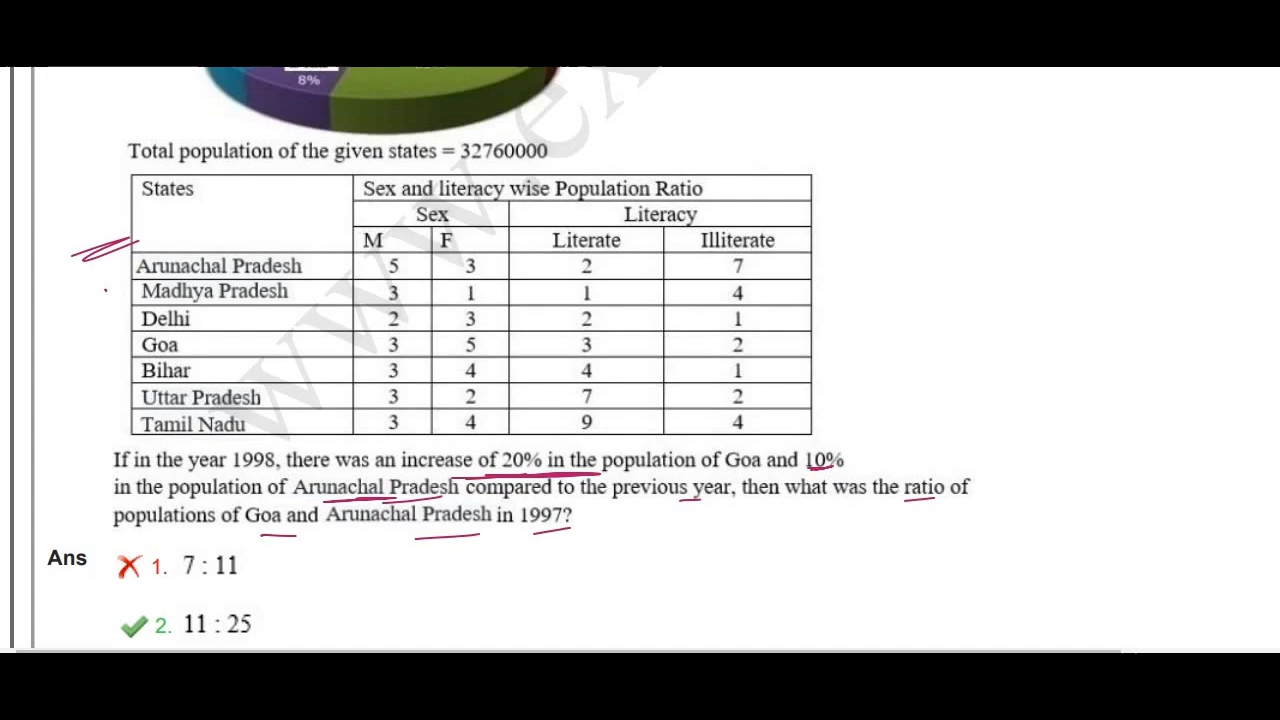 8%
Total population of the given states = 32760000
States Sex and literacy wise Population Ratio
Sex Literacy
M F Literate Illiterate
Arunachal Pradesh 5 3 2 7
Madhya Pradesh 3 1 1 4
Delhi 2 3 2 1
Goa 3 5 3 2
Bihar 3 4 4 1
Uttar Pradesh 3 2 7 2
Tamil Nadu 3 4 9 4
If in the year 1998, there was an increase of 20% in the population of Goa and 10%
in the population of Arunachal Pradesh compared to the previous year, then what was the ratio of
populations of Goa and Arunachal Pradesh in 1997?
Ans 1. 7 : 11
2. 11 : 25
www.ex